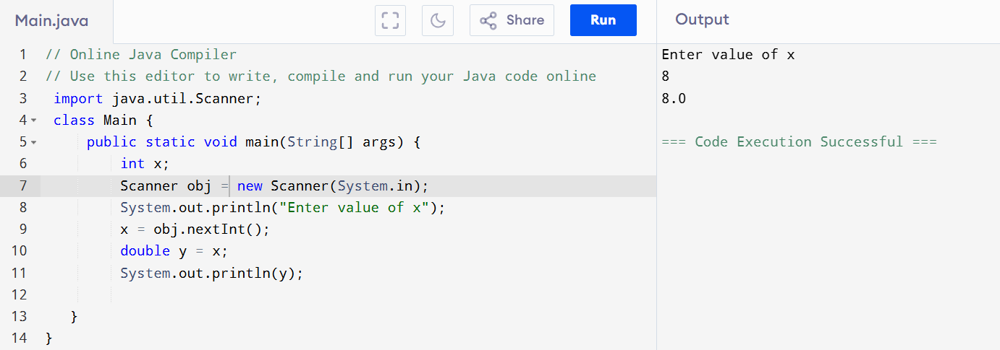 Main.java
Share
Run
Output
1 // Online Java Compiler
2 // Use this editor to write, compile and run your Java code online
3 import java.util.Scanner;
4 class Main {
5 public static void main(String[] args) {
6 int x;
7 Scanner obj = new Scanner(System.in);
8 System.out.println("Enter value of x");
9 x = obj.nextInt();
10 double y = x;
11 System.out.println(y);
12
13 }
14 }
Enter value of x
8
8.0
=== Code Execution Successful ===